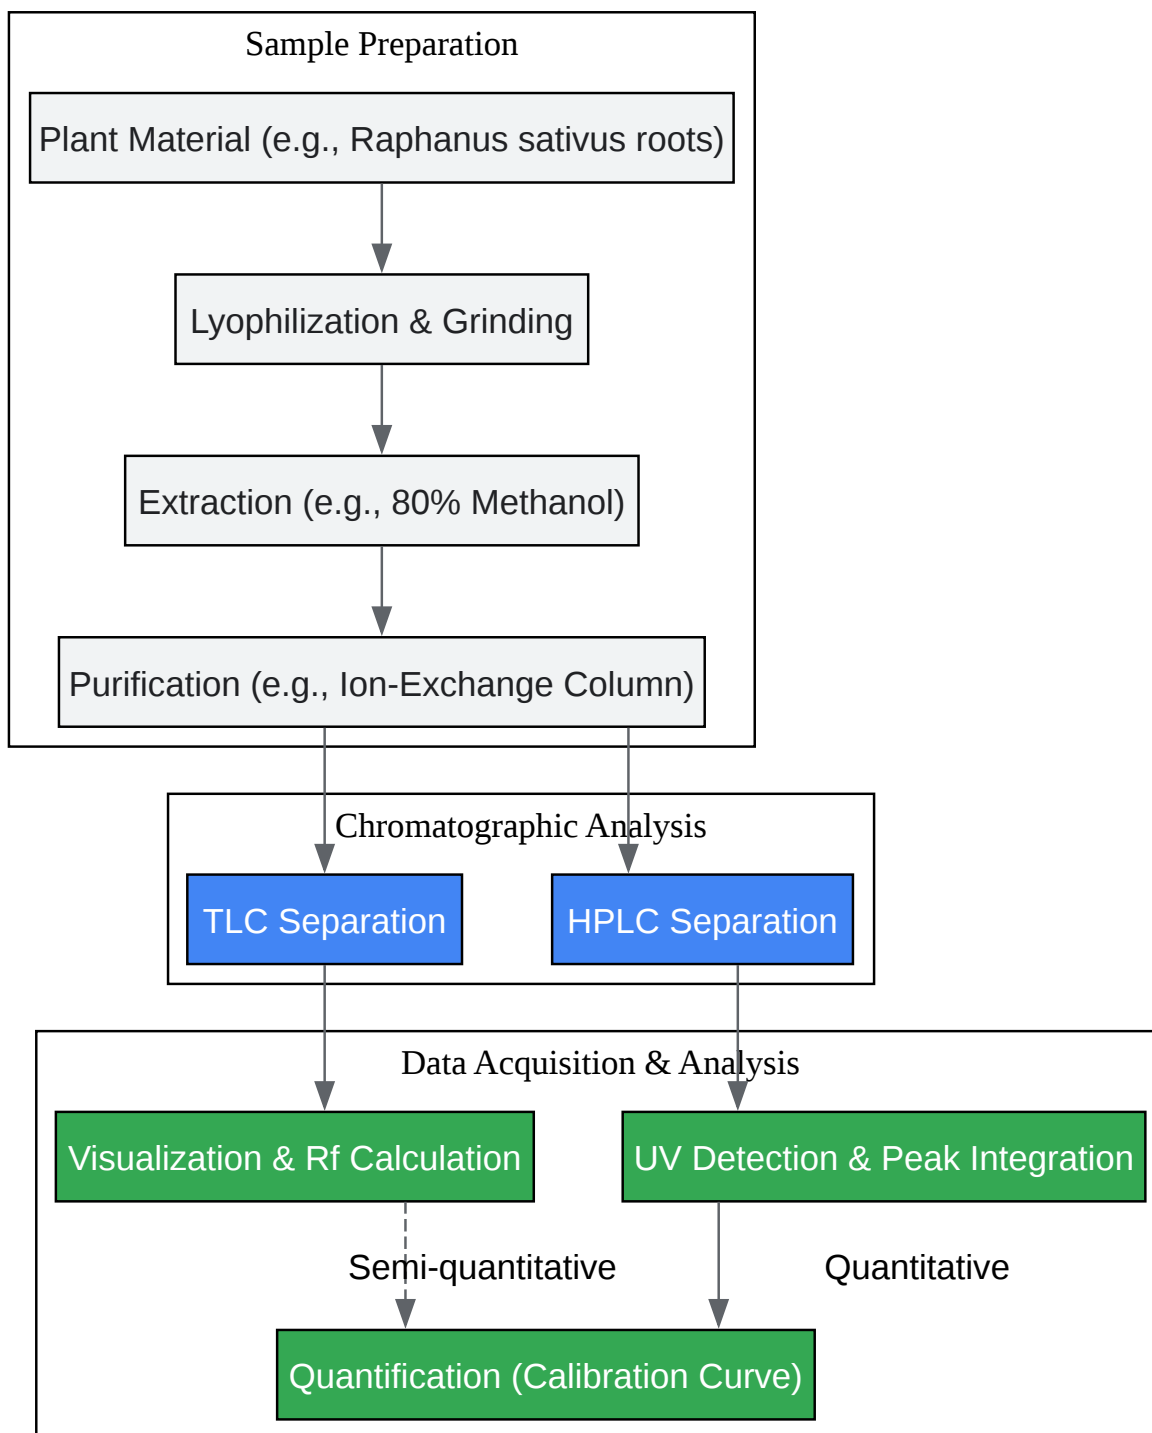 Sample Preparation
Plant Material (e.g., Raphanus sativus roots)
Lyophilization & Grinding
Extraction (e.g., 80% Methanol)
Purification (e.g., Ion-Exchange Column)
Chromatographic Analysis
TLC Separation
HPLC Separation
Data Acquisition & Analysis
Visualization & Rf Calculation
UV Detection & Peak Integration
Semi-quantitative
Quantitative
Quantification (Calibration Curve)